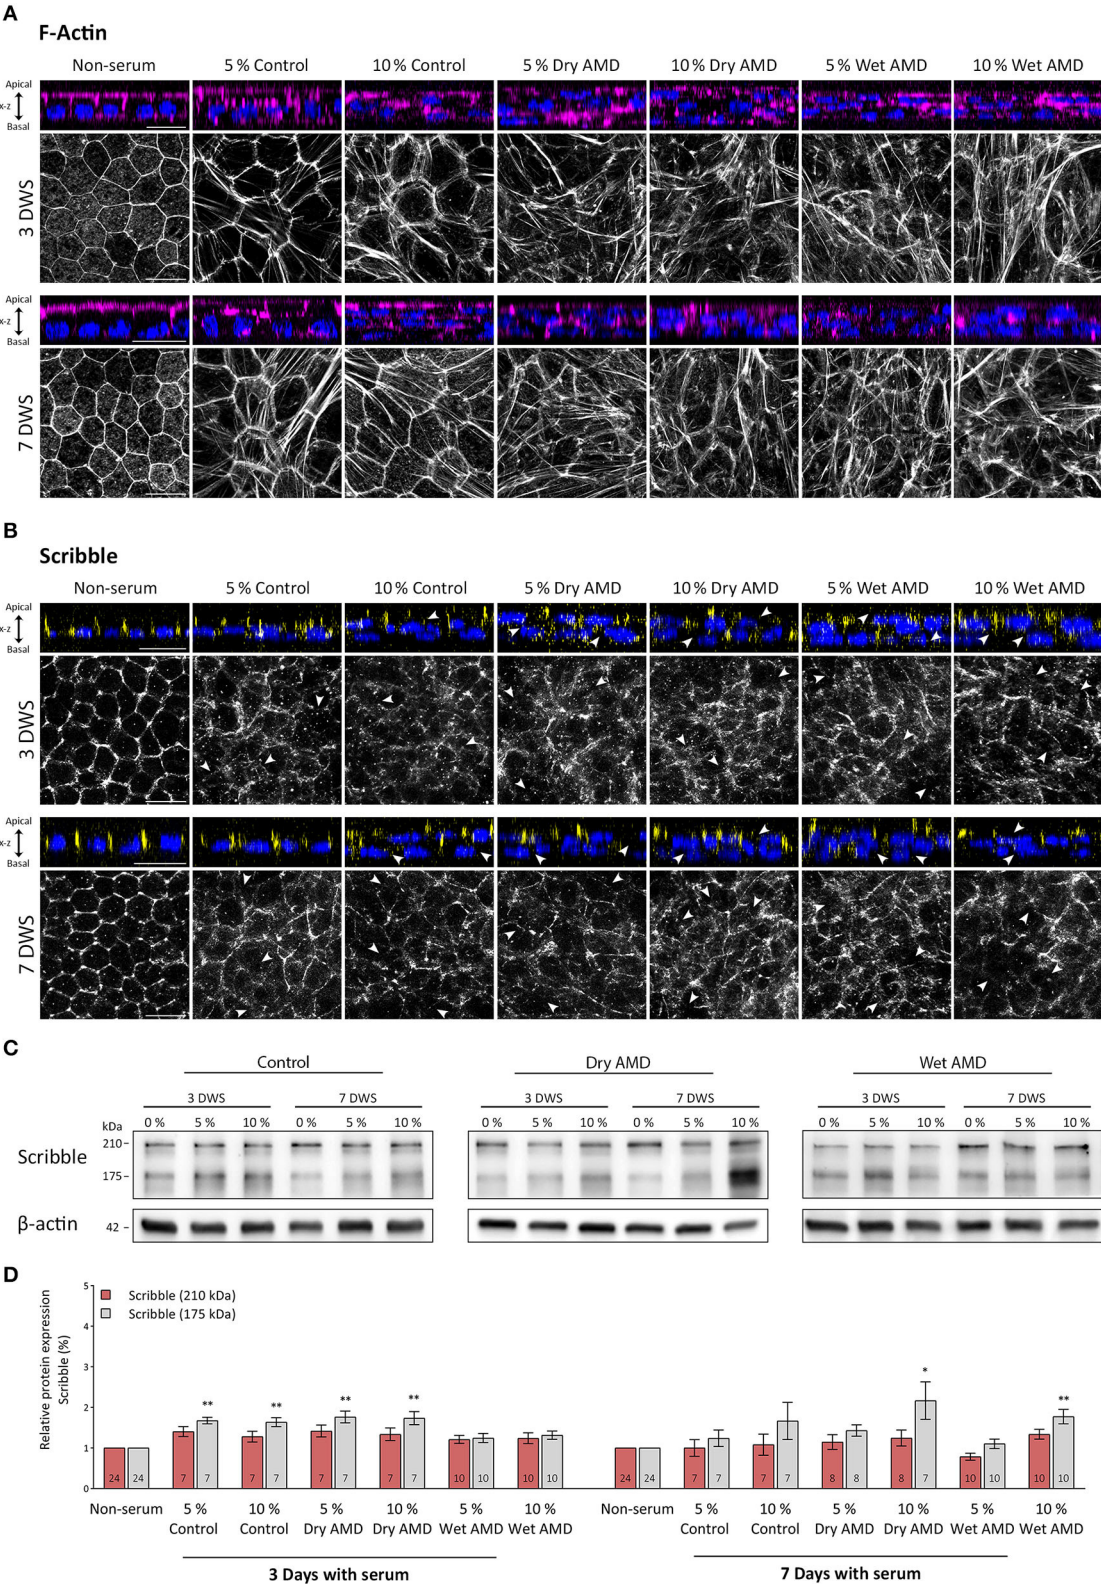 A
F-Actin
Non-serum 5 % Control 10 % Control 5 % Dry AMD 10 % Dry AMD 5 % Wet AMD 10 % Wet AMD
Apical
x-z
Basal
3 DWS
Apical
x-z
Basal
7 DWS
B
Scribble
Non-serum 5 % Control 10 % Control 5 % Dry AMD 10 % Dry AMD 5 % Wet AMD 10 % Wet AMD
Apical
x-z
Basal
3 DWS
Apical
x-z
Basal
7 DWS
C
Control Dry AMD Wet AMD
3 DWS 7 DWS 3 DWS 7 DWS 3 DWS 7 DWS
kDa 0 % 5 % 10 % 0 % 5 % 10 % 0 % 5 % 10 % 0 % 5 % 10 % 0 % 5 % 10 % 0 % 5 % 10 %
210 –
Scribble
175 –
β-actin 42 –
D
Relative protein expression
Scribble (%)
5
4
3
2
1
0
Scribble (210 kDa)
Scribble (175 kDa)
** ** ** ** * **
24 24 7 7 7 7 7 7 7 7 10 10 10 10 24 24 7 7 7 7 8 8 8 7 10 10 10 10
Non-serum 5 % 10 % 5 % 10 % 5 % 10 % Non-serum 5 % 10 % 5 % 10 % 5 % 10 %
Control Control Dry AMD Dry AMD Wet AMD Wet AMD Control Control Dry AMD Dry AMD Wet AMD Wet AMD
3 Days with serum 7 Days with serum